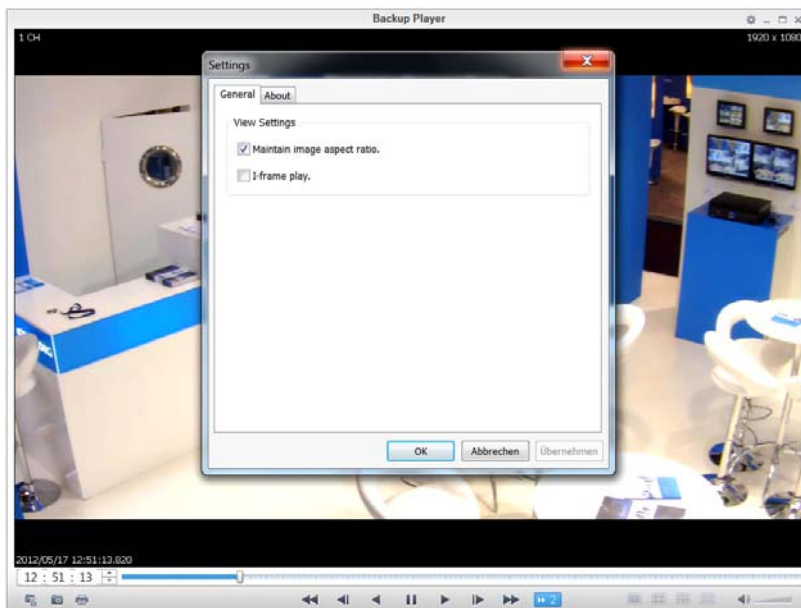 Backup Player
1 CH
1920 x 1080
Settings
General
About
View Settings
Maintain image aspect ratio.
I-frame play.
OK
Abbrechen
Übernehmen
2012/05/17 12:51:13.820
12 : 51 : 13
2